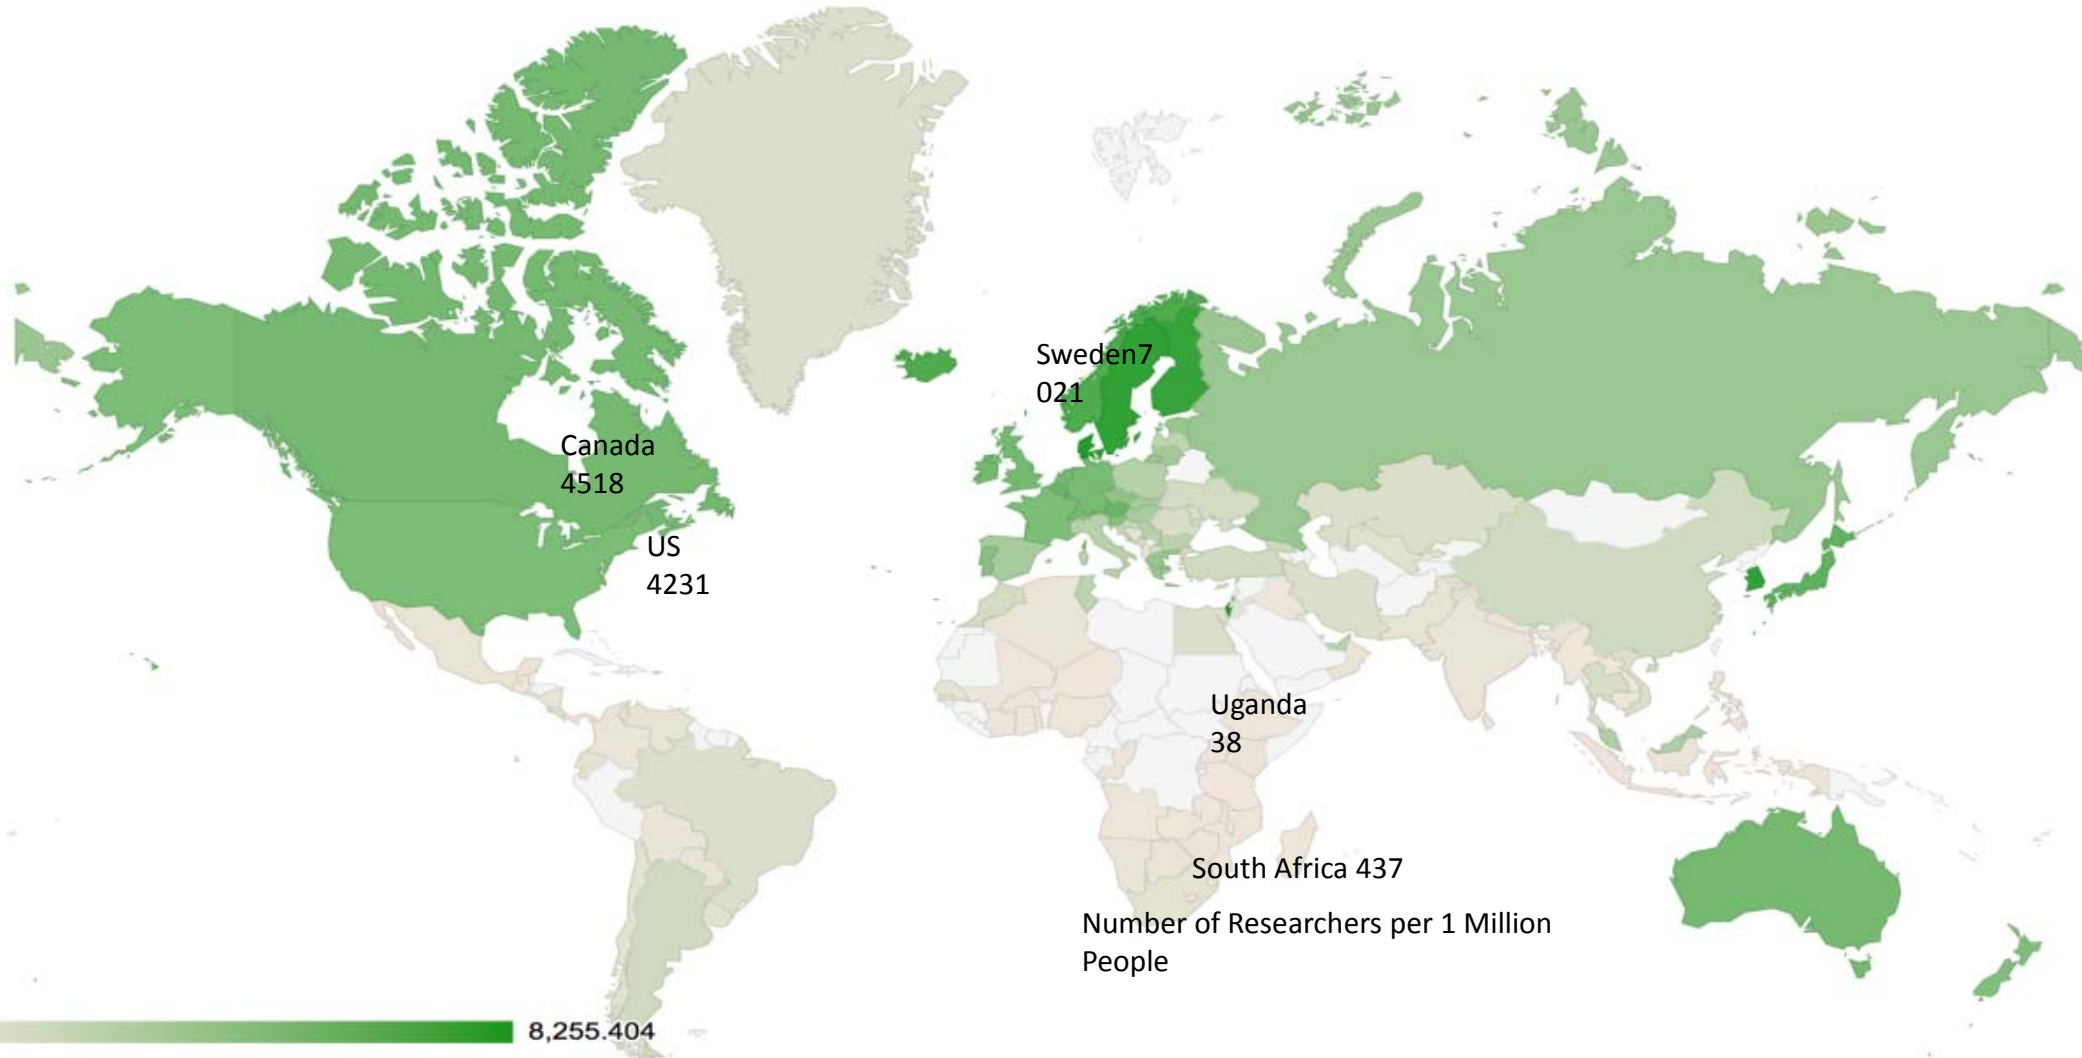 Sweden7
021
Canada
4518
US
4231
Uganda
38
South Africa 437
Number of Researchers per 1 Million
People
8,255.404